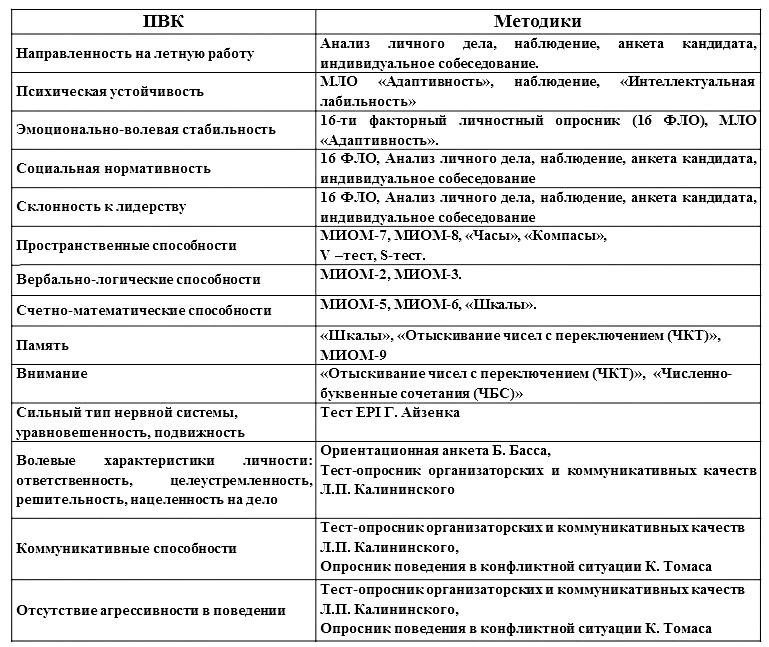 ПВК
Методики
Направленность на летную работу
Анализ личного дела, наблюдение, анкета кандидата,
индивидуальное собеседование.
Психическая устойчивость
МЛО «Адаптивность», наблюдение, «Интеллектуальная
лабильность»
Эмоционально-волевая стабильность
16-ти факторный личностный опросник (16 ФЛО), МЛО
«Адаптивность».
Социальная нормативность
16 ФЛО, Анализ личного дела, наблюдение, анкета кандидата,
индивидуальное собеседование
Склонность к лидерству
16 ФЛО, Анализ личного дела, наблюдение, анкета кандидата,
индивидуальное собеседование
Пространственные способности
МИОМ-7, МИОМ-8, «Часы», «Компасы»,
V –тест, S-тест.
Вербально-логические способности
МИОМ-2, МИОМ-3.
Счетно-математические способности
МИОМ-5, МИОМ-6, «Шкалы».
Память
«Шкалы», «Отыскивание чисел с переключением (ЧКТ)»,
МИОМ-9
Внимание
«Отыскивание чисел с переключением (ЧКТ)», «Численно-
буквенные сочетания (ЧБС)»
Сильный тип нервной системы,
уравновешенность, подвижность
Тест EPI Г. Айзенка
Волевые характеристики личности:
ответственность, целеустремленность,
решительность, нацеленность на дело
Ориентационная анкета Б. Басса,
Тест-опросник организаторских и коммуникативных качеств
Л.П. Калининского
Коммуникативные способности
Тест-опросник организаторских и коммуникативных качеств
Л.П. Калининского,
Опросник поведения в конфликтной ситуации К. Томаса
Отсутствие агрессивности в поведении
Тест-опросник организаторских и коммуникативных качеств
Л.П. Калининского,
Опросник поведения в конфликтной ситуации К. Томаса